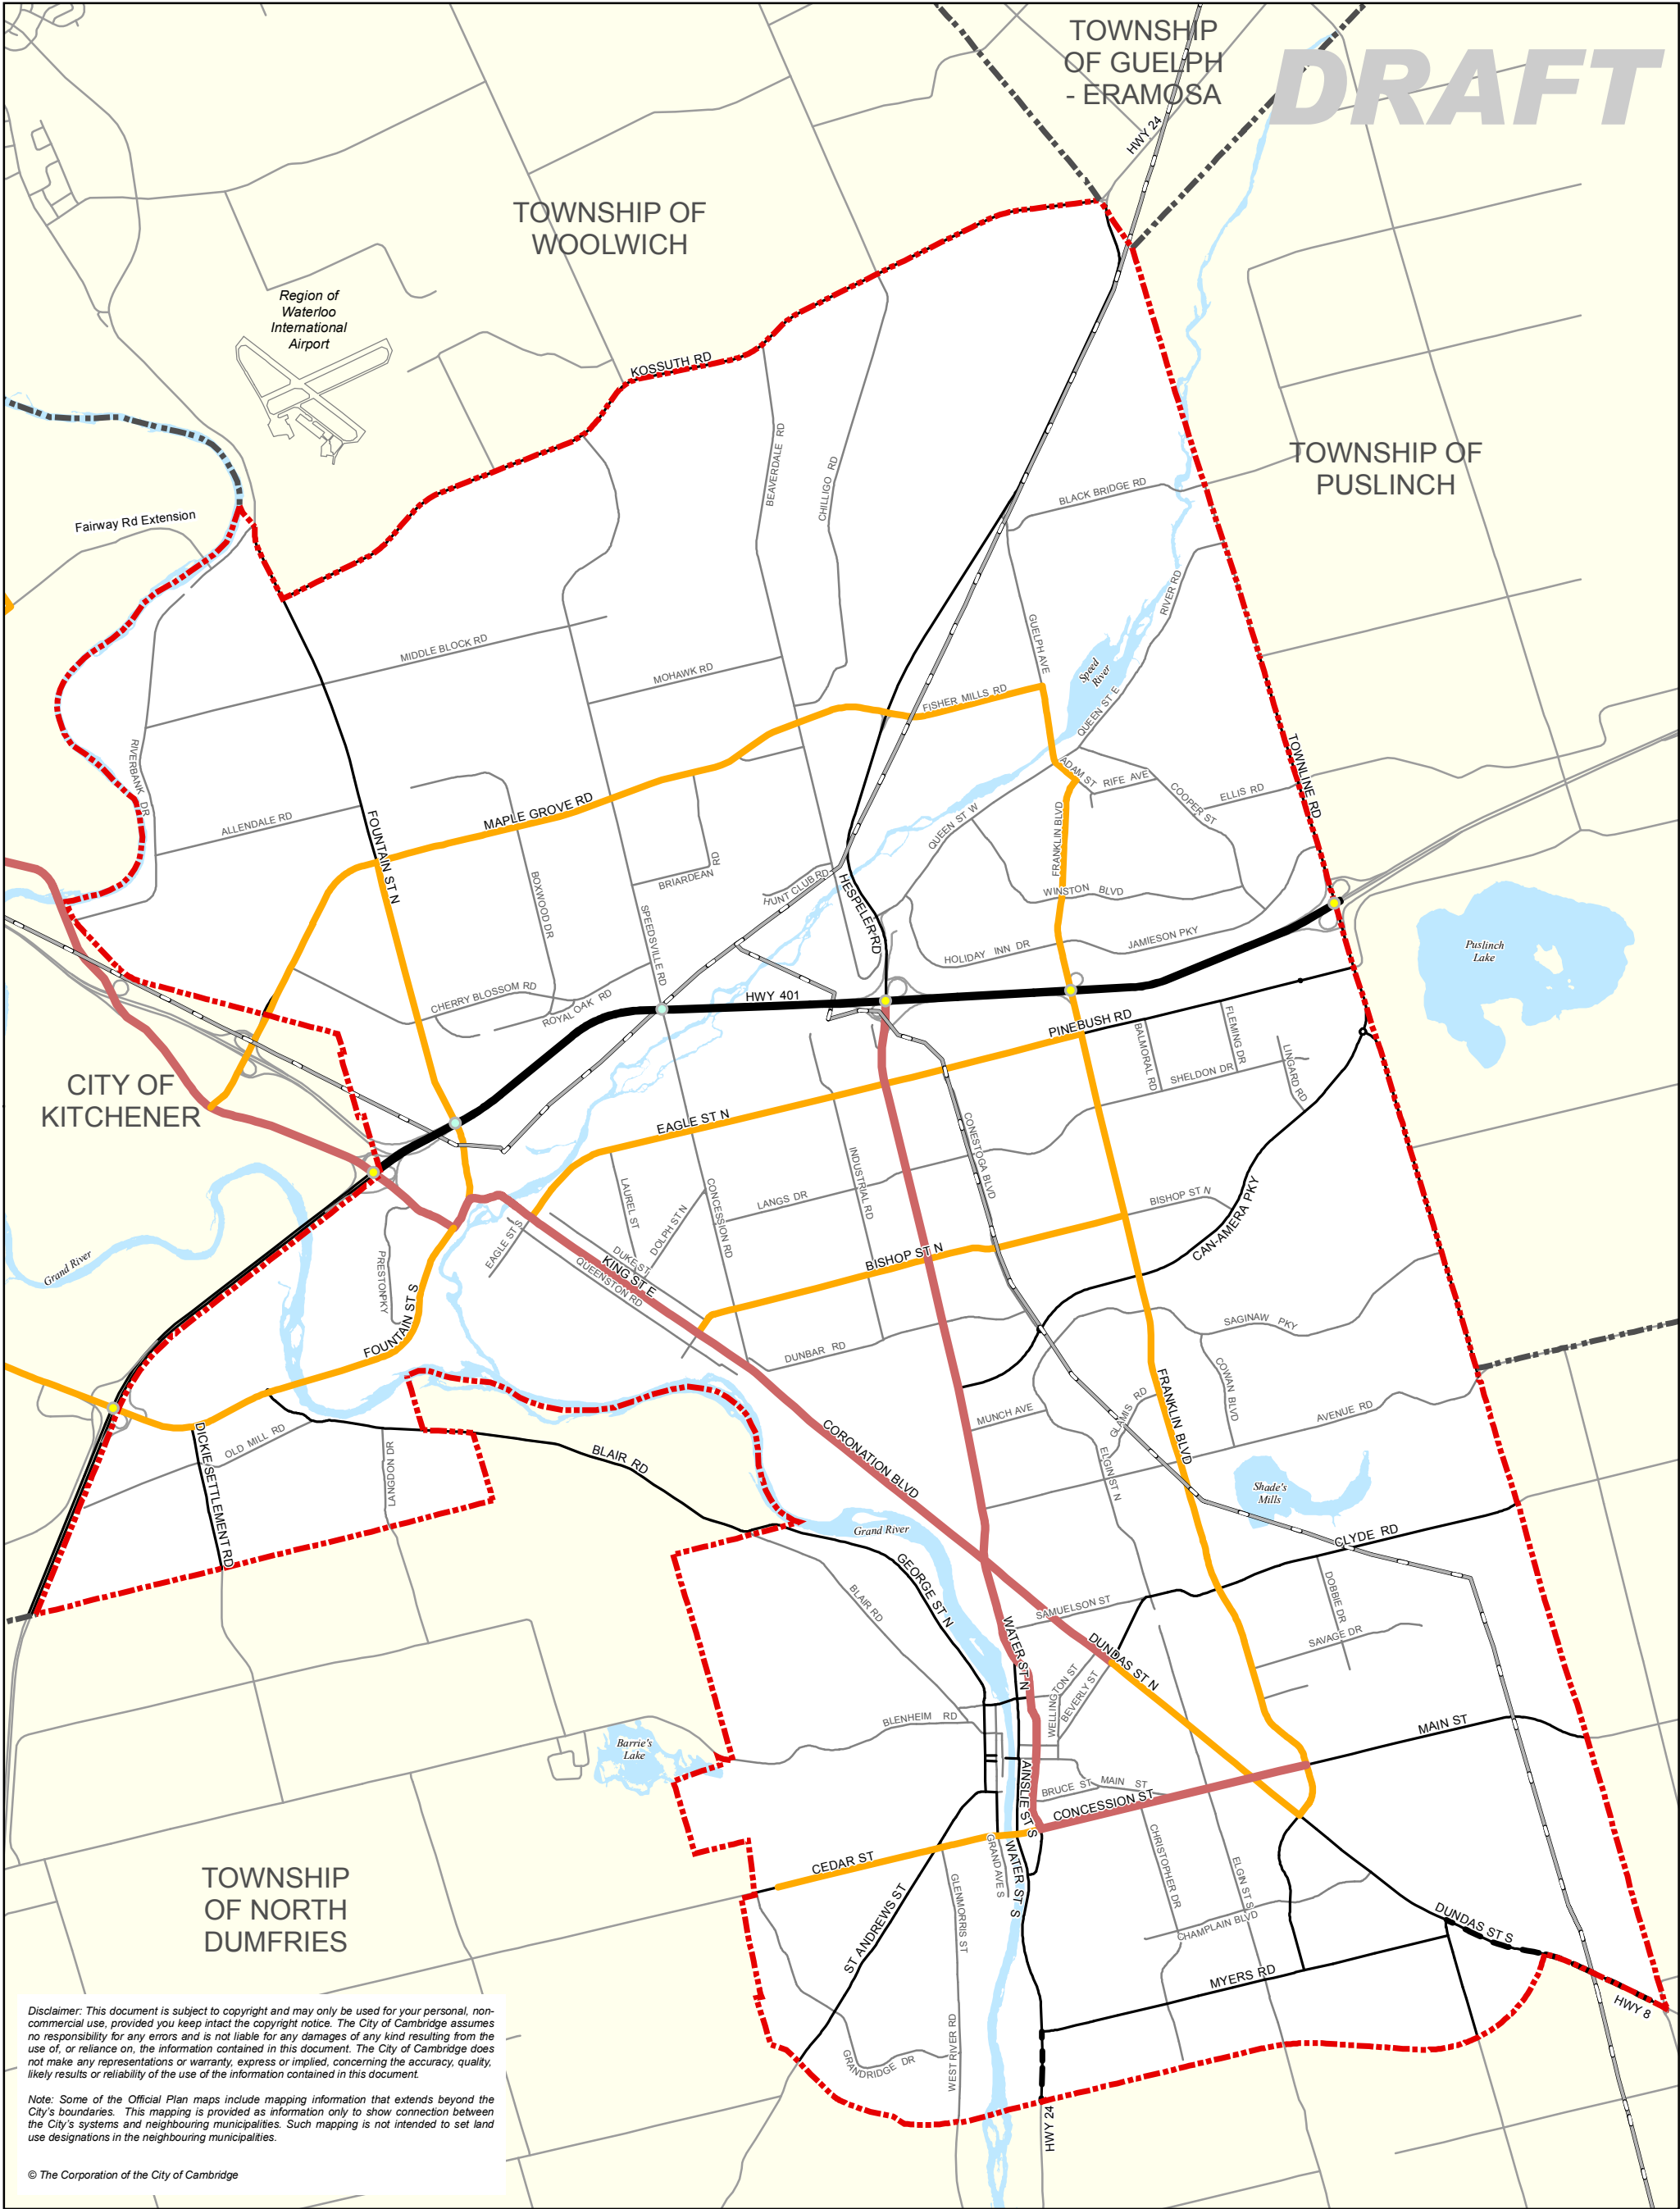 TOWNSHIP
OF GUELPH
- ERAMOSA
DRAFT
HWY 24
TOWNSHIP OF
WOOLWICH
Region of
Waterloo
International
Airport
KOSSUTH RD
TOWNSHIP OF
PUSLINCH
BEAVERDALE RD
CHILLIGO RD
BLACK BRIDGE RD
Fairway Rd Extension
RIVER RD
GUELPH AVE
MIDDLE BLOCK RD
MOHAWK RD
Speed
River
FISHER MILLS RD
QUEEN ST E
RIVERBANK DR
TOWNLINE RD
ADAM ST
RIFE AVE
COOPER ST
ELLIS RD
MAPLE GROVE RD
ALLENDALE RD
FOUNTAIN ST N
QUEEN ST W
FRANKLIN BLVD
BRIARDEAN
RD
BOXWOOD DR
HUNT CLUB RD
HESPELER RD
WINSTON BLVD
SPEEDSVILLE RD
JAMIESON PKY
HOLIDAY INN DR
Puslinch
Lake
CHERRY BLOSSOM RD
ROYAL OAK RD
HWY 401
PINEBUSH RD
BALMORAL RD
FLEMING DR
LINGARD RD
SHELDON DR
CITY OF
KITCHENER
EAGLE ST N
CONESTOGA BLVD
INDUSTRIAL RD
LAUREL ST
DOLPH ST N
CONCESSION RD
LANGS DR
BISHOP ST N
CAN-AMERA PKY
EAGLE ST S
DUKE ST
KING ST E
QUEENSTON RD
BISHOP ST N
Grand River
PRESTON PKY
FOUNTAIN ST S
DUNBAR RD
SAGINAW PKY
COWAN BLVD
FRANKLIN BLVD
GLAMIS RD
MUNCH AVE
AVENUE RD
ELGIN ST N
DICKIE SETTLEMENT RD
OLD MILL RD
LANGDON DR
BLAIR RD
CORONATION BLVD
Shade's
Mills
Grand River
CLYDE RD
GEORGE ST N
BLAIR RD
DOBBIE DR
SAMUELSON ST
WATER ST N
DUNDAS ST N
SAVAGE DR
WELLINGTON ST
BEVERLY ST
BLENHEIM RD
MAIN ST
Barrie's
Lake
AINSLIE ST S
BRUCE ST
MAIN ST
CONCESSION ST
CEDAR ST
GRAND AVE S
WATER ST S
CHRISTOPHER DR
ELGIN ST S
GLENMORRIS ST
ST ANDREWS ST
TOWNSHIP
OF NORTH
DUMFRIES
CHAMPLAIN BLVD
DUNDAS ST S
MYERS RD
HWY 8
GRANDRIDGE DR
WEST RIVER RD
HWY 24
Disclaimer: This document is subject to copyright and may only be used for your personal, non-
commercial use, provided you keep intact the copyright notice. The City of Cambridge assumes
no responsibility for any errors and is not liable for any damages of any kind resulting from the
use of, or reliance on, the information contained in this document. The City of Cambridge does
not make any representations or warranty, express or implied, concerning the accuracy, quality,
likely results or reliability of the use of the information contained in this document.
Note: Some of the Official Plan maps include mapping information that extends beyond the
City's boundaries. This mapping is provided as information only to show connection between
the City's systems and neighbouring municipalities. Such mapping is not intended to set land
use designations in the neighbouring municipalities.
© The Corporation of the City of Cambridge